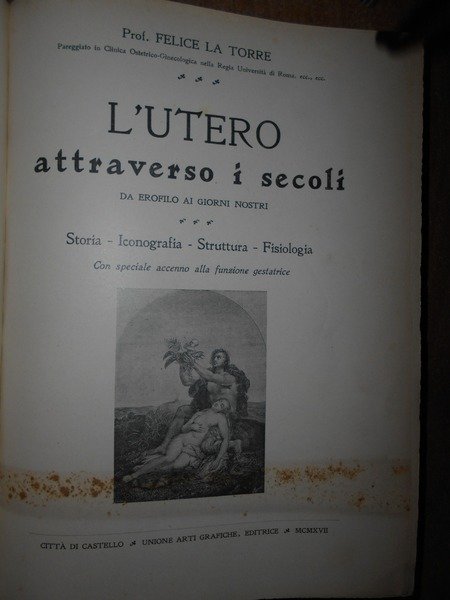 Prof. FELICE LA TORRE
Pareggiato in Clinica Ostetrico-Ginecologica nella Regia Università di Roma, ecc., ecc.
L'UTERO
attraverso i secoli
DA EROFILO AI GIORNI NOSTRI
Storia - Iconografia - Struttura - Fisiologia
Con speciale accenno alla funzione gestatrice
CITTÀ DI CASTELLO * UNIONE ARTI GRAFICHE, EDITRICE * MCMXVII